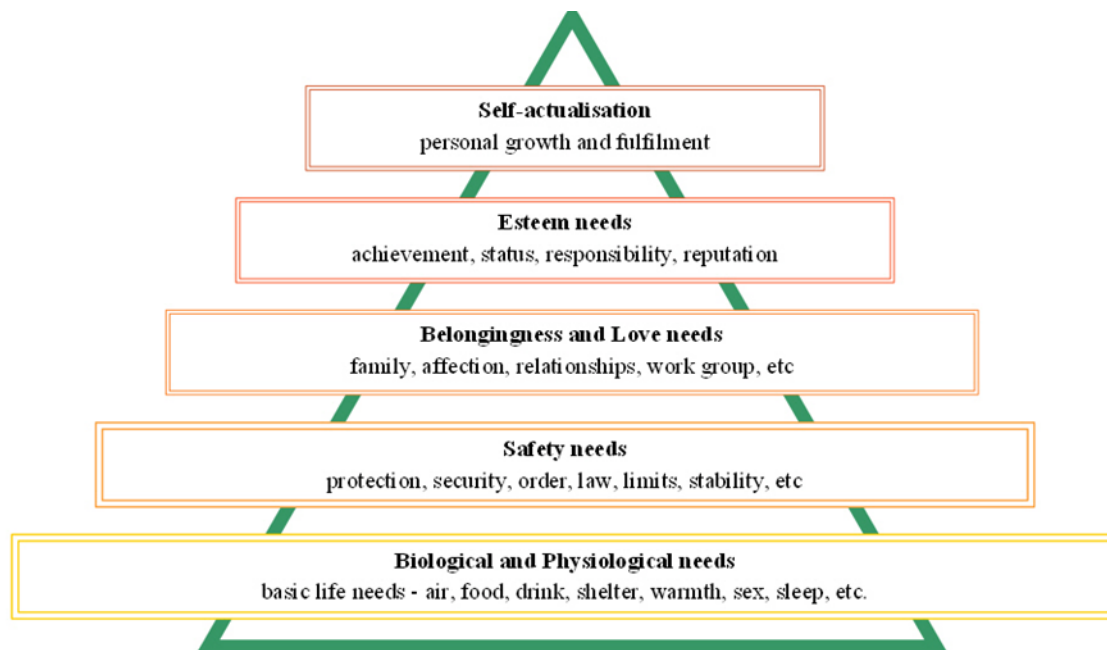 Self-actualisation
personal growth and fulfilment
Esteem needs
achievement, status, responsibility, reputation
Belongingness and Love needs
family, affection, relationships, work group, etc
Safety needs
protection, security, order, law, limits, stability, etc
Biological and Physiological needs
basic life needs - air, food, drink, shelter, warmth, sex, sleep, etc.